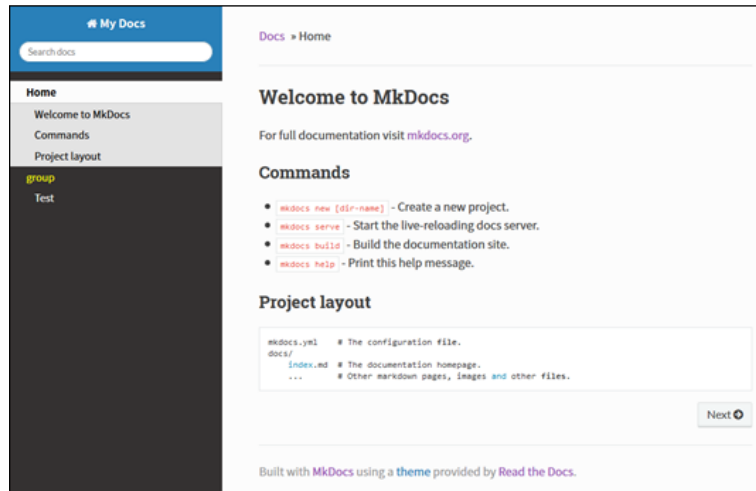 My Docs
Search docs
Home
Welcome to MkDocs
Commands
Project layout
group
Test
Docs » Home
Welcome to MkDocs
For full documentation visit mkdocs.org.
Commands
mkdocs new [dir-name] - Create a new project.
mkdocs serve - Start the live-reloading docs server.
mkdocs build - Build the documentation site.
mkdocs help - Print this help message.
Project layout
mkdocs.yml # The configuration file.
docs/
index.md # The documentation homepage.
... # Other markdown pages, images and other files.
Next
Built with MkDocs using a theme provided by Read the Docs.